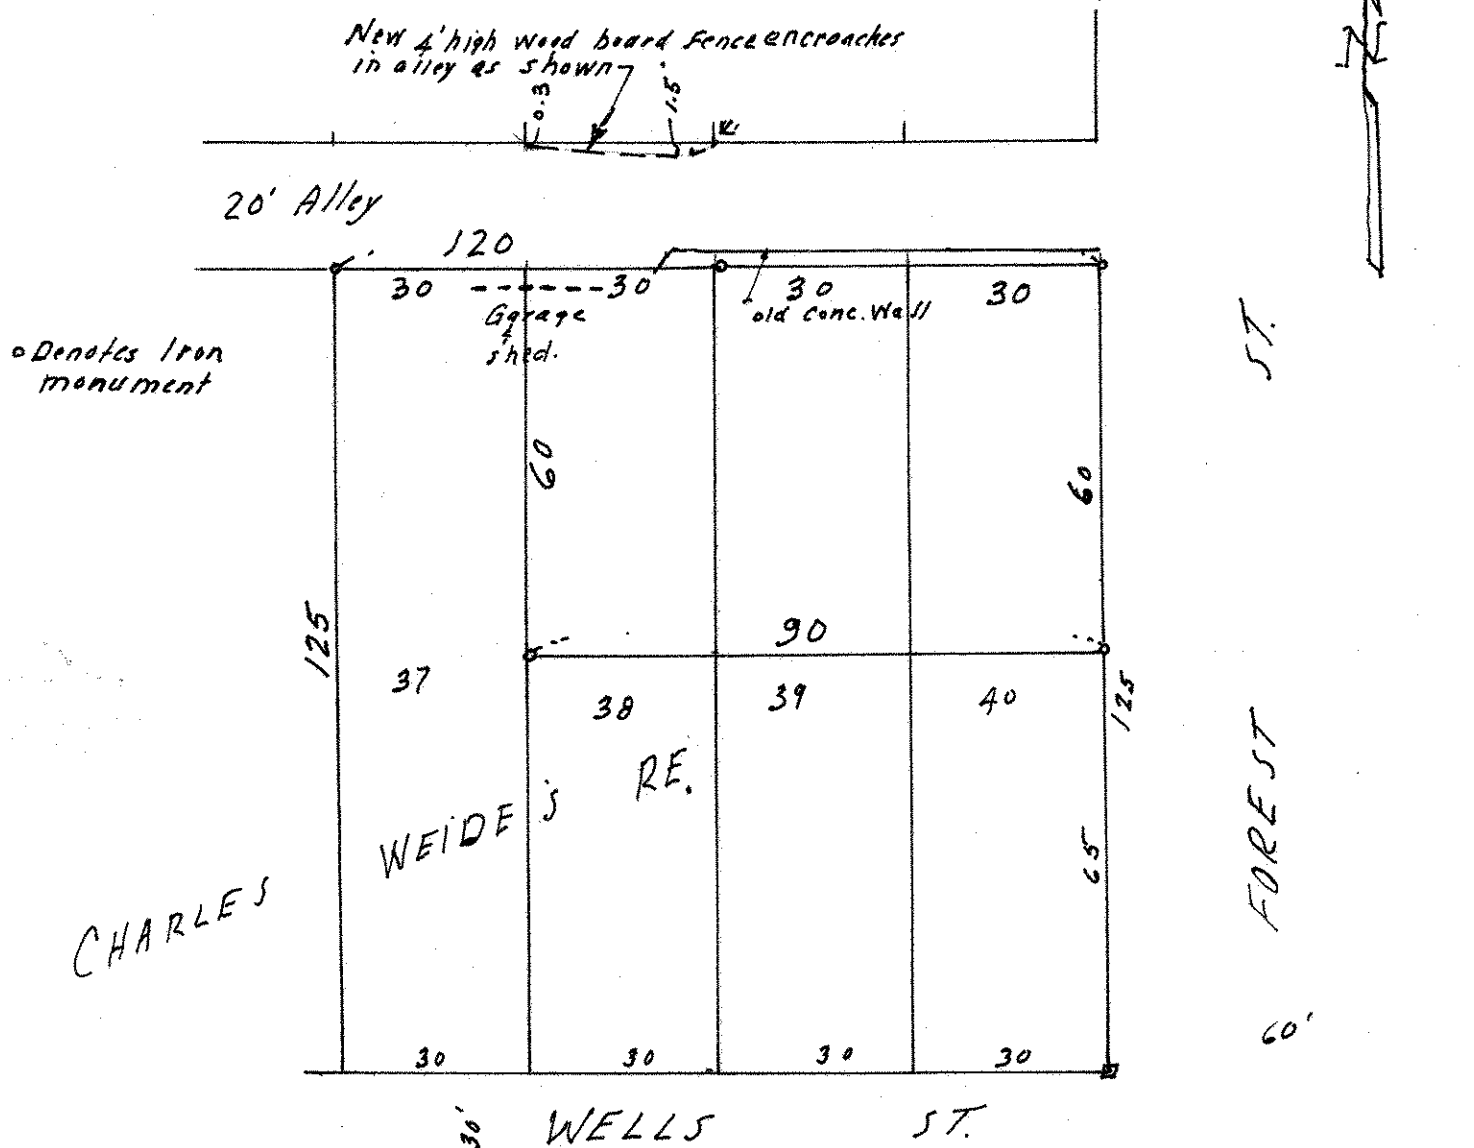 New 4' high wood board fence encroaches
in alley as shown
0.3
1.5
20' Alley
120
30
30
30
30
Garage
&
shed.
old conc. Wall
o Denotes Iron
monument
ST.
60
60
125
90
37
38
39
40
125
CHARLES WEIDE'S RE.
65
FOREST
60'
30
30
30
30
30'
WELLS ST.